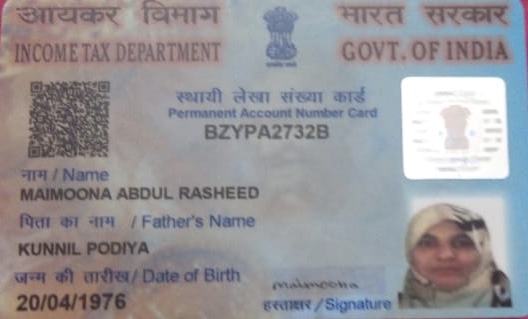 आयकर विभाग भारत सरकार
INCOME TAX DEPARTMENT GOVT. OF INDIA
स्थायी लेखा संख्या कार्ड
Permanent Account Number Card
BZYPA2732B
नाम / Name
MAIMOONA ABDUL RASHEED
पिता का नाम / Father's Name
KUNNIL PODIYA
जन्म की तारीख / Date of Birth
20/04/1976
maimoona
हस्ताक्षर / Signature